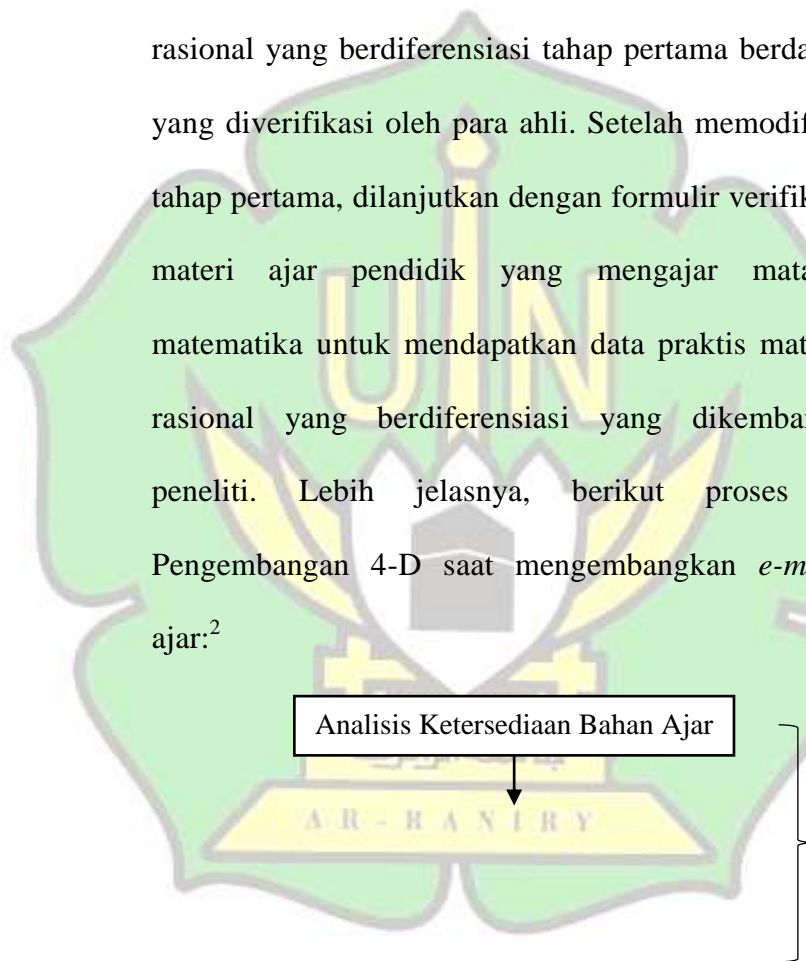 rasional yang berdiferensiasi tahap pertama berda
yang diverifikasi oleh para ahli. Setelah memodif
tahap pertama, dilanjutkan dengan formulir verifik
materi ajar pendidik yang mengajar mata
matematika untuk mendapatkan data praktis mat
rasional yang berdiferensiasi yang dikemba
peneliti. Lebih jelasnya, berikut proses
Pengembangan 4-D saat mengembangkan e-m
ajar:2
Analisis Ketersediaan Bahan Ajar
UIN
AR-RANIRY